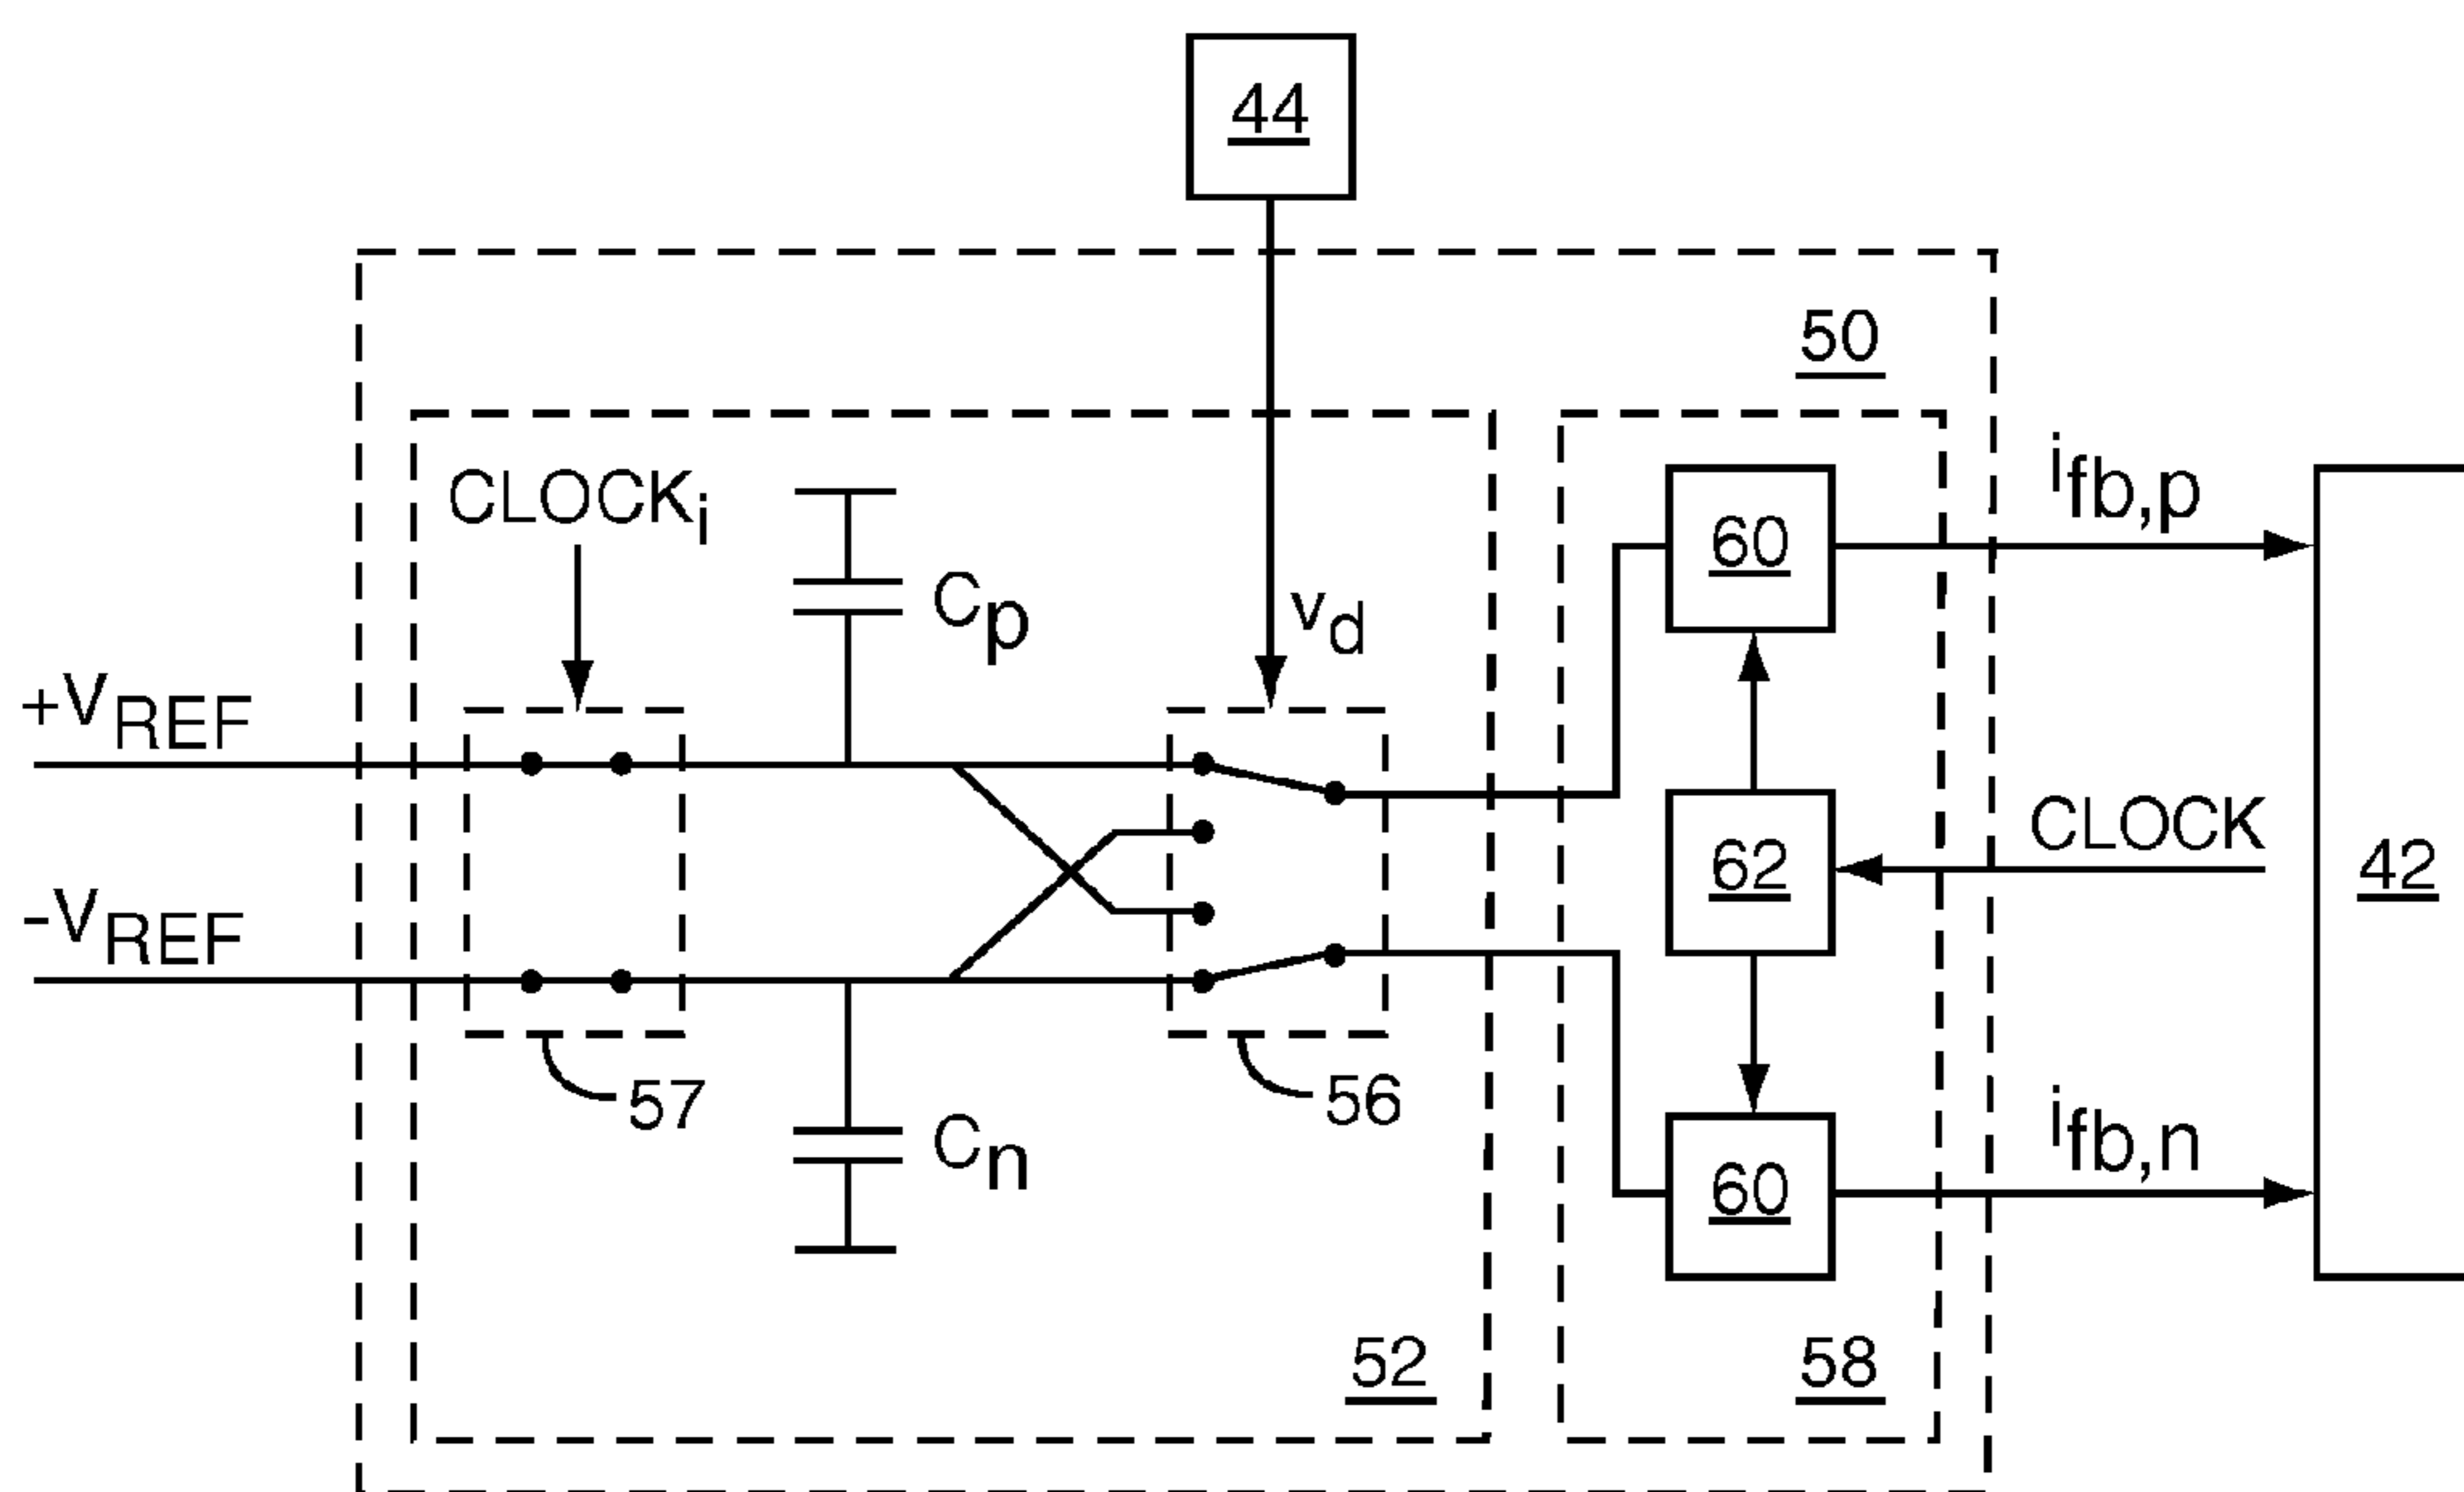 44
50
CLOCKi
ifb,p
60
Cp
vd
+VREF
CLOCK
62
42
-VREF
57
56
Cn
ifb,n
60
52
58